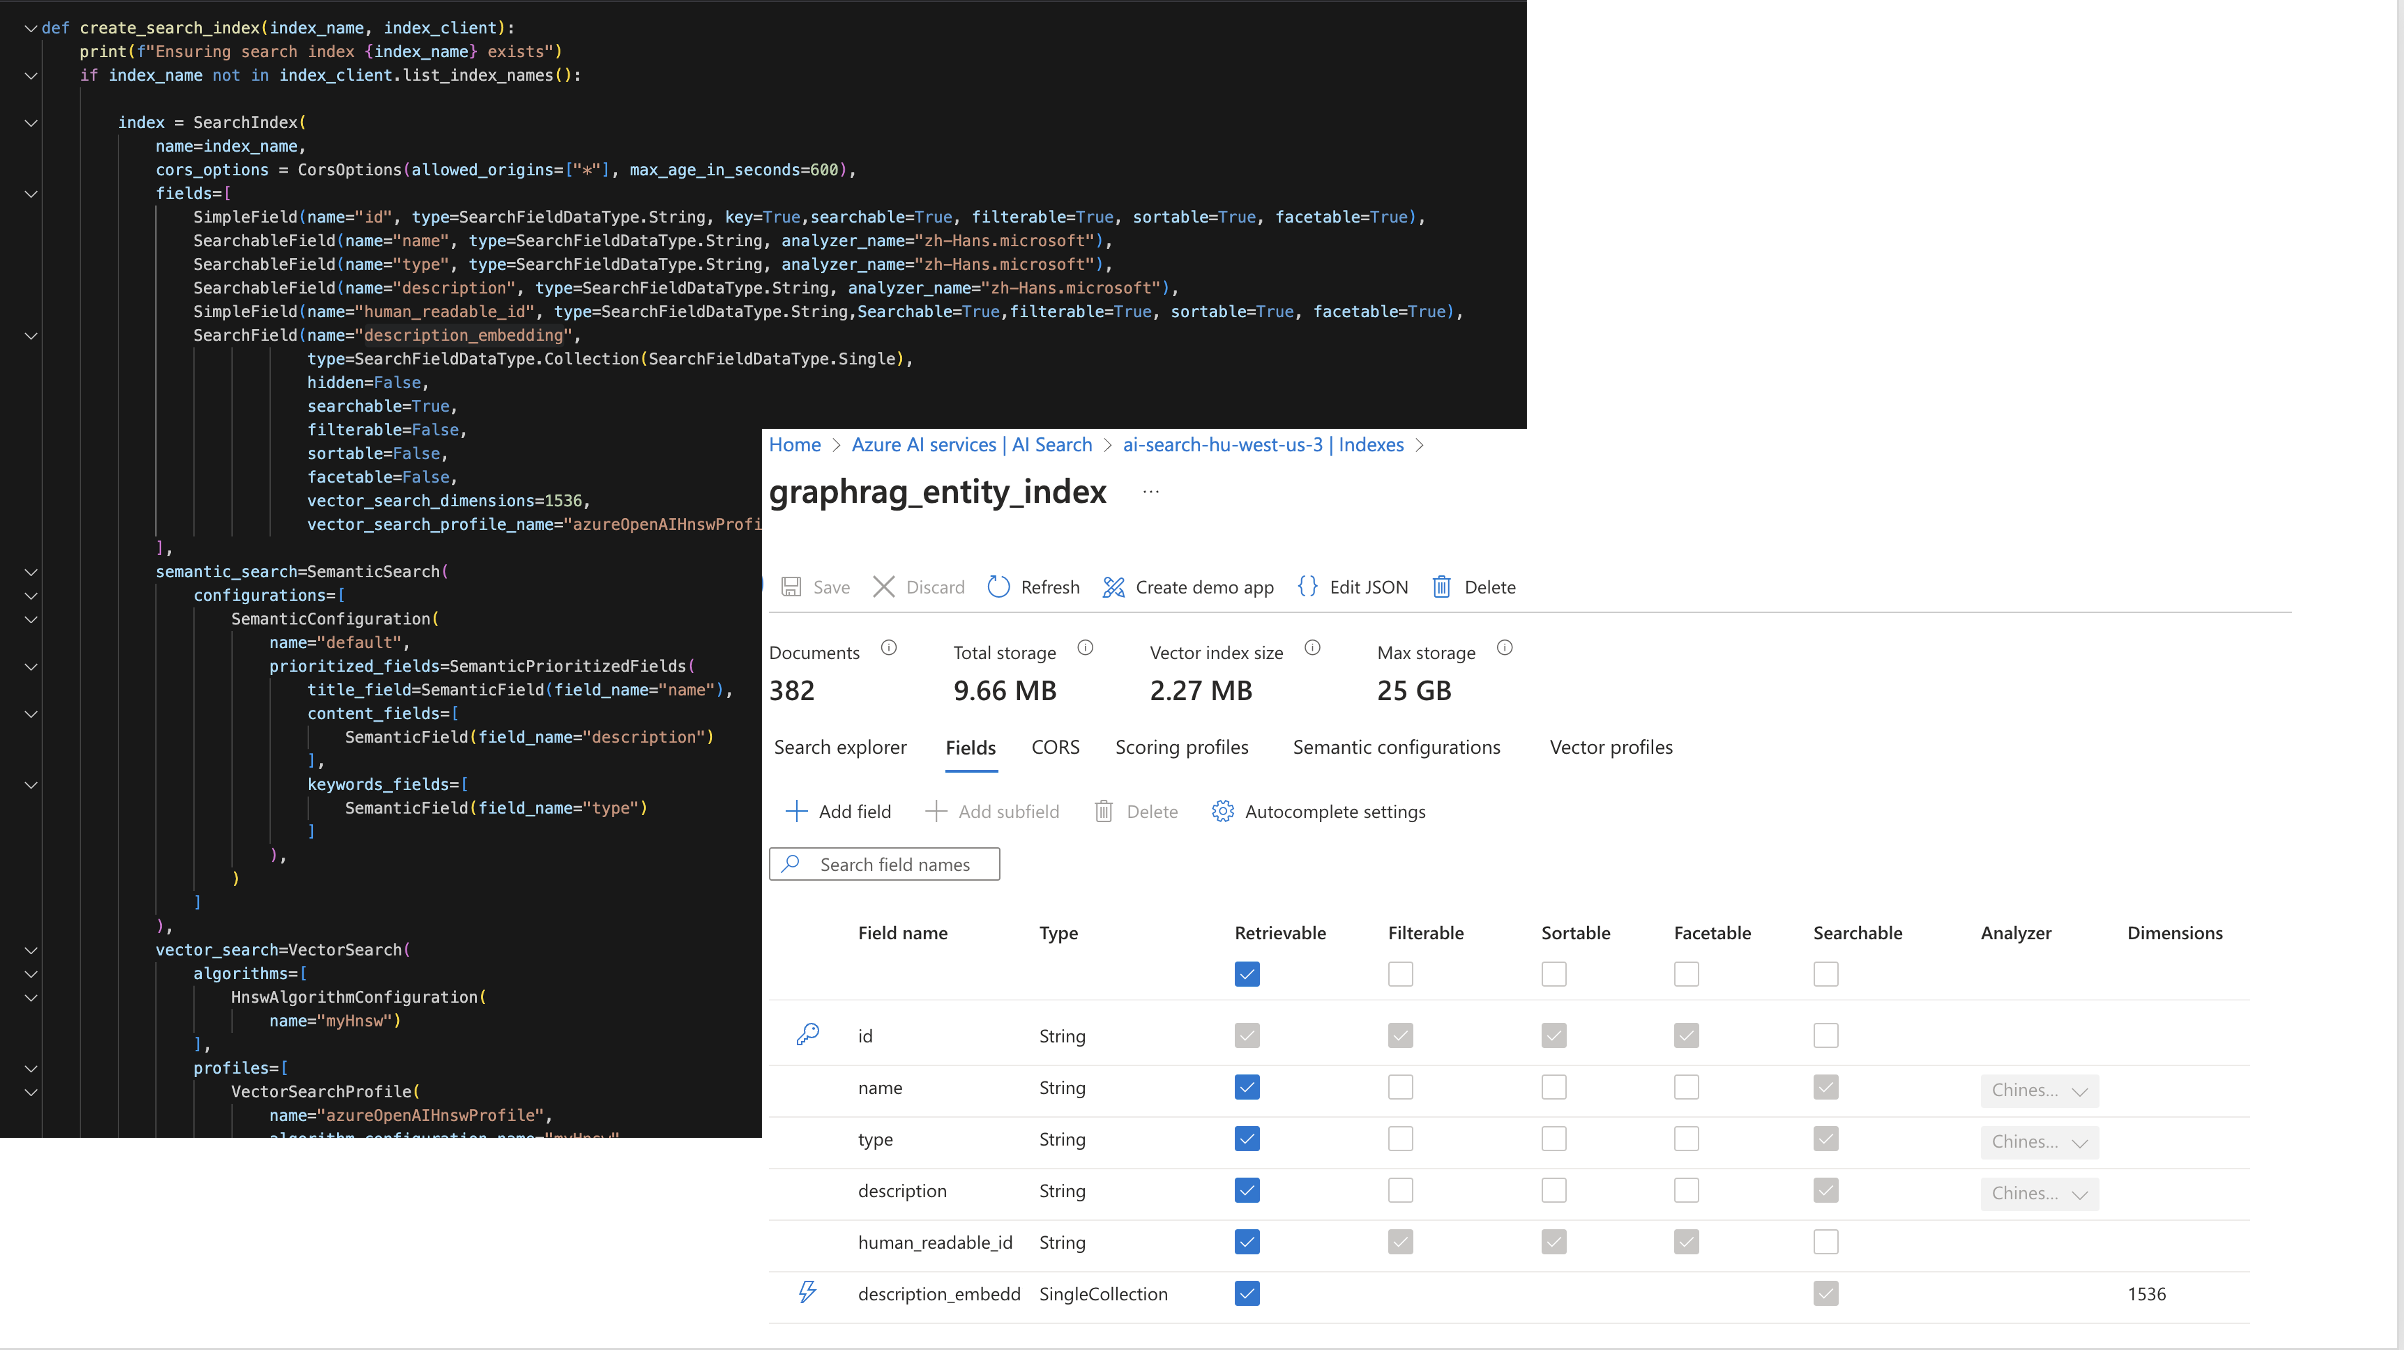 def create_search_index(index_name, index_client):
print(f"Ensuring search index {index_name} exists")
if index_name not in index_client.list_index_names():
index = SearchIndex(
name=index_name,
cors_options = CorsOptions(allowed_origins=["*"], max_age_in_seconds=600),
fields=[
SimpleField(name="id", type=SearchFieldDataType.String, key=True,searchable=True, filterable=True, sortable=True, facetable=True),
SearchableField(name="name", type=SearchFieldDataType.String, analyzer_name="zh-Hans.microsoft"),
SearchableField(name="type", type=SearchFieldDataType.String, analyzer_name="zh-Hans.microsoft"),
SearchableField(name="description", type=SearchFieldDataType.String, analyzer_name="zh-Hans.microsoft"),
SimpleField(name="human_readable_id", type=SearchFieldDataType.String,Searchable=True,filterable=True, sortable=True, facetable=True),
SearchField(name="description_embedding",
type=SearchFieldDataType.Collection(SearchFieldDataType.Single),
hidden=False,
searchable=True,
filterable=False,
sortable=False,
facetable=False,
vector_search_dimensions=1536,
vector_search_profile_name="azureOpenAIHnswProfi
],
semantic_search=SemanticSearch(
configurations=[
SemanticConfiguration(
name="default",
prioritized_fields=SemanticPrioritizedFields(
title_field=SemanticField(field_name="name"),
content_fields=[
SemanticField(field_name="description")
],
keywords_fields=[
SemanticField(field_name="type")
]
),
)
]
),
vector_search=VectorSearch(
algorithms=[
HnswAlgorithmConfiguration(
name="myHnsw")
],
profiles=[
VectorSearchProfile(
name="azureOpenAIHnswProfile",
algorithm_configuration_name="myHnsw",
Home > Azure AI services | AI Search > ai-search-hu-west-us-3 | Indexes >
graphrag_entity_index ...
Save Discard Refresh Create demo app Edit JSON Delete
Documents Total storage Vector index size Max storage
382 9.66 MB 2.27 MB 25 GB
Search explorer Fields CORS Scoring profiles Semantic configurations Vector profiles
Add field Add subfield Delete Autocomplete settings
Search field names
Field name Type Retrievable Filterable Sortable Facetable Searchable Analyzer Dimensions
id String
name String Chines...
type String Chines...
description String Chines...
human_readable_id String
description_embedd SingleCollection 1536